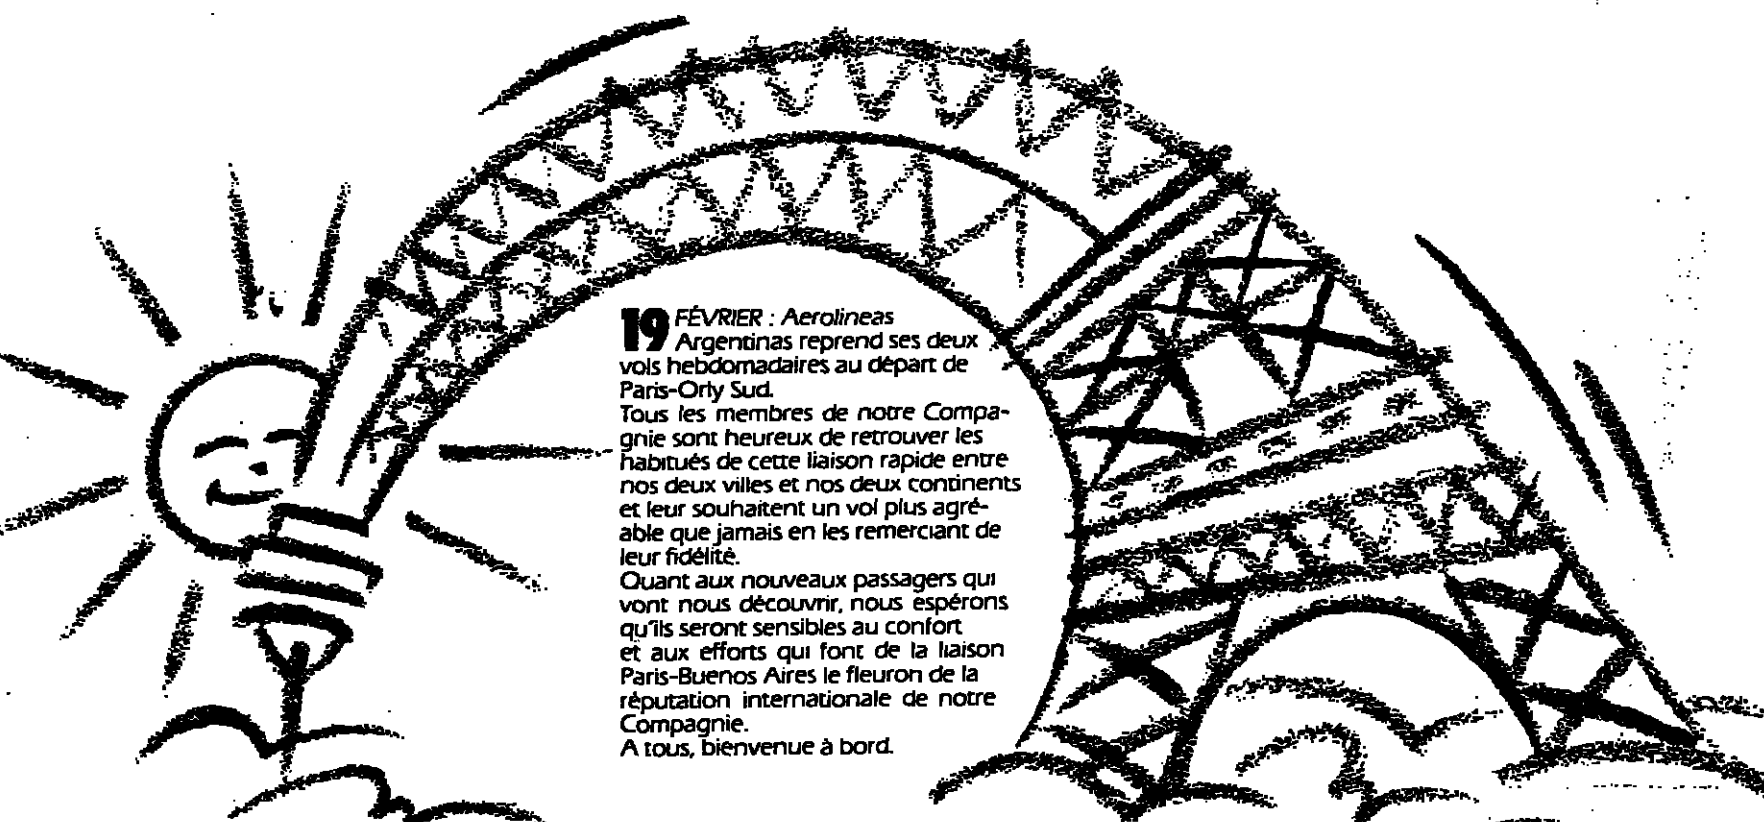 19 FÉVRIER : Aerolineas
Argentinas reprend ses deux
vols hebdomadaires au départ de
Paris-Orly Sud.
Tous les membres de notre Compa-
gnie sont heureux de retrouver les
habitués de cette liaison rapide entre
nos deux villes et nos deux continents
et leur souhaitent un vol plus agré-
able que jamais en les remerciant de
leur fidélité.
Quant aux nouveaux passagers qui
vont nous découvrir, nous espérons
qu'ils seront sensibles au confort
et aux efforts qui font de la liaison
Paris-Buenos Aires le fleuron de la
réputation internationale de notre
Compagnie.
A tous, bienvenue à bord.